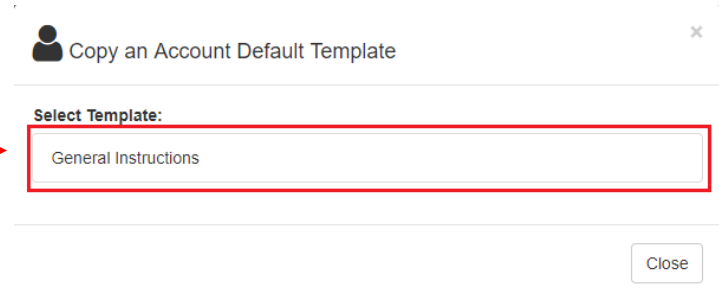 Copy an Account Default Template
×
Select Template:
General Instructions
Close